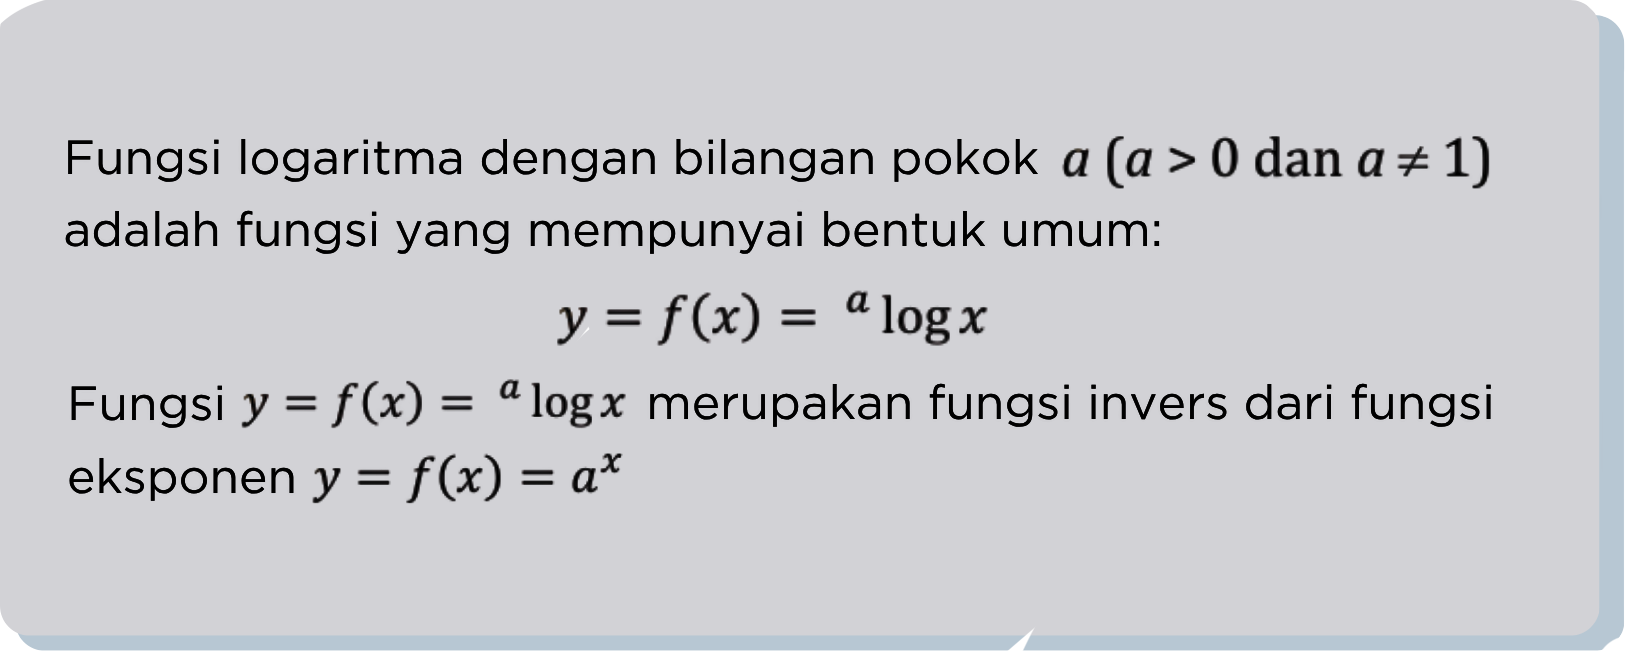 Fungsi logaritma dengan bilangan pokok a (a > 0 dan a ≠ 1)
adalah fungsi yang mempunyai bentuk umum:
y = f(x) = ᵃ log x
Fungsi y = f(x) = ᵃ log x merupakan fungsi invers dari fungsi
eksponen y = f(x) = aˣ